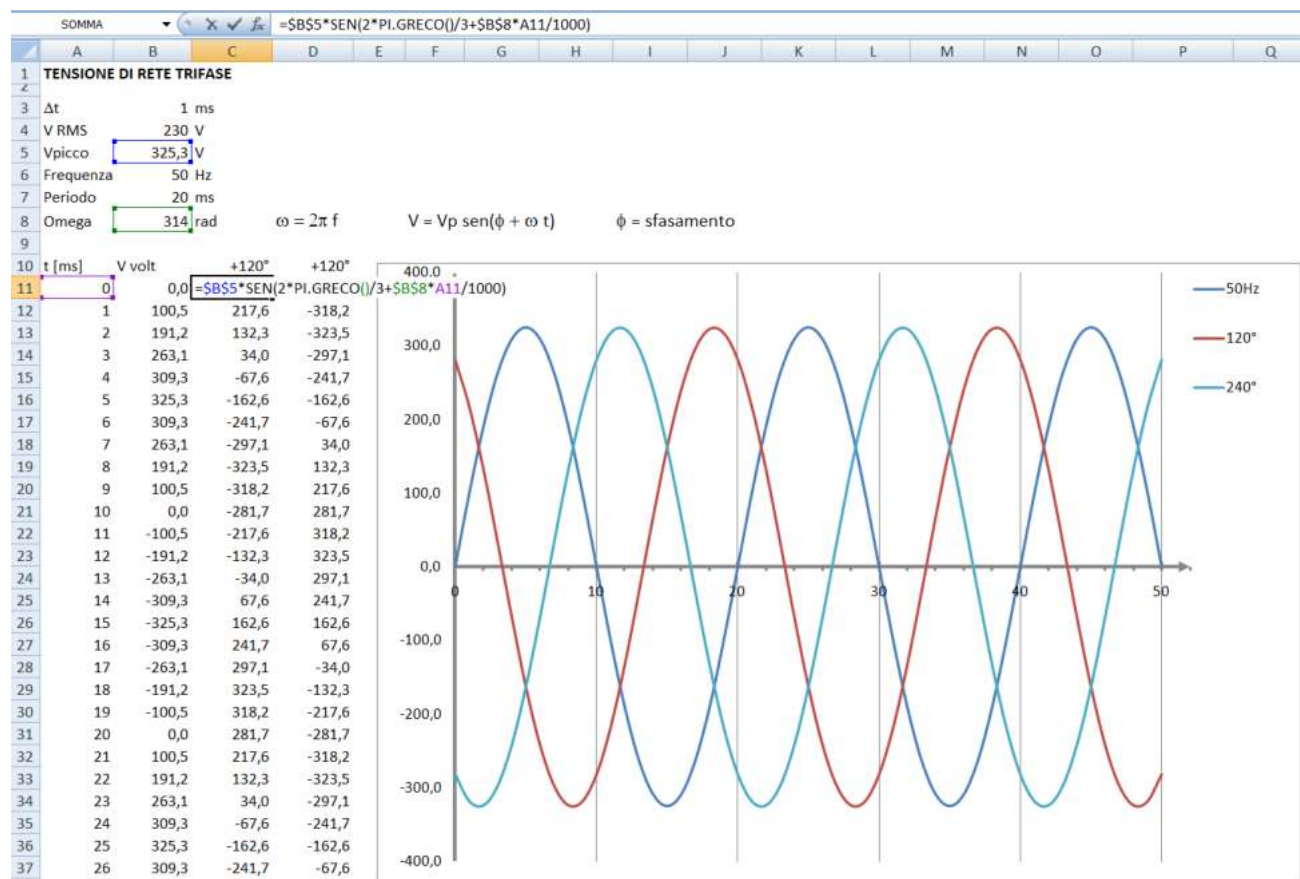 SOMMA =$B$5*SEN(2*PI.GRECO()/3+$B$8*A11/1000)
A B C D E F G H I J K L M N O P Q
1 TENSIONE DI RETE TRIFASE
2
3 Δt 1 ms
4 V RMS 230 V
5 Vpicco 325,3 V
6 Frequenza 50 Hz
7 Periodo 20 ms
8 Omega 314 rad ω = 2π f V = Vp sen(ϕ + ω t) ϕ = sfasamento
9
10 t [ms] V volt +120° +120°
11 0 0,0 =$B$5*SEN(2*PI.GRECO()/3+$B$8*A11/1000)
12 1 100,5 217,6 -318,2
13 2 191,2 132,3 -323,5
14 3 263,1 34,0 -297,1
15 4 309,3 -67,6 -241,7
16 5 325,3 -162,6 -162,6
17 6 309,3 -241,7 -67,6
18 7 263,1 -297,1 34,0
19 8 191,2 -323,5 132,3
20 9 100,5 -318,2 217,6
21 10 0,0 -281,7 281,7
22 11 -100,5 -217,6 318,2
23 12 -191,2 -132,3 323,5
24 13 -263,1 -34,0 297,1
25 14 -309,3 67,6 241,7
26 15 -325,3 162,6 162,6
27 16 -309,3 241,7 67,6
28 17 -263,1 297,1 -34,0
29 18 -191,2 323,5 -132,3
30 19 -100,5 318,2 -217,6
31 20 0,0 281,7 -281,7
32 21 100,5 217,6 -318,2
33 22 191,2 132,3 -323,5
34 23 263,1 34,0 -297,1
35 24 309,3 -67,6 -241,7
36 25 325,3 -162,6 -162,6
37 26 309,3 -241,7 -67,6
400,0
300,0
200,0
100,0
0,0
-100,0
-200,0
-300,0
-400,0
0 10 20 30 40 50
50Hz
120°
240°